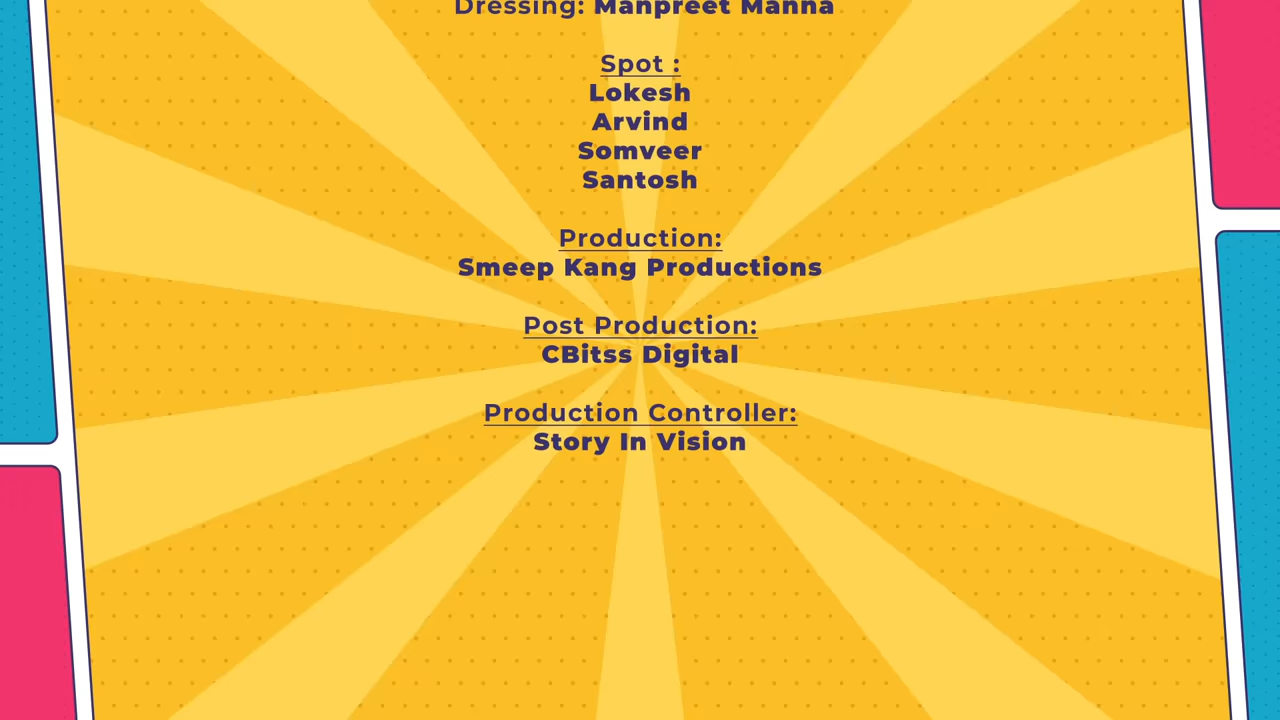 Dressing: Manpreet Manna
Spot :
Lokesh
Arvind
Somveer
Santosh
Production:
Smeep Kang Productions
Post Production:
CBitss Digital
Production Controller:
Story In Vision